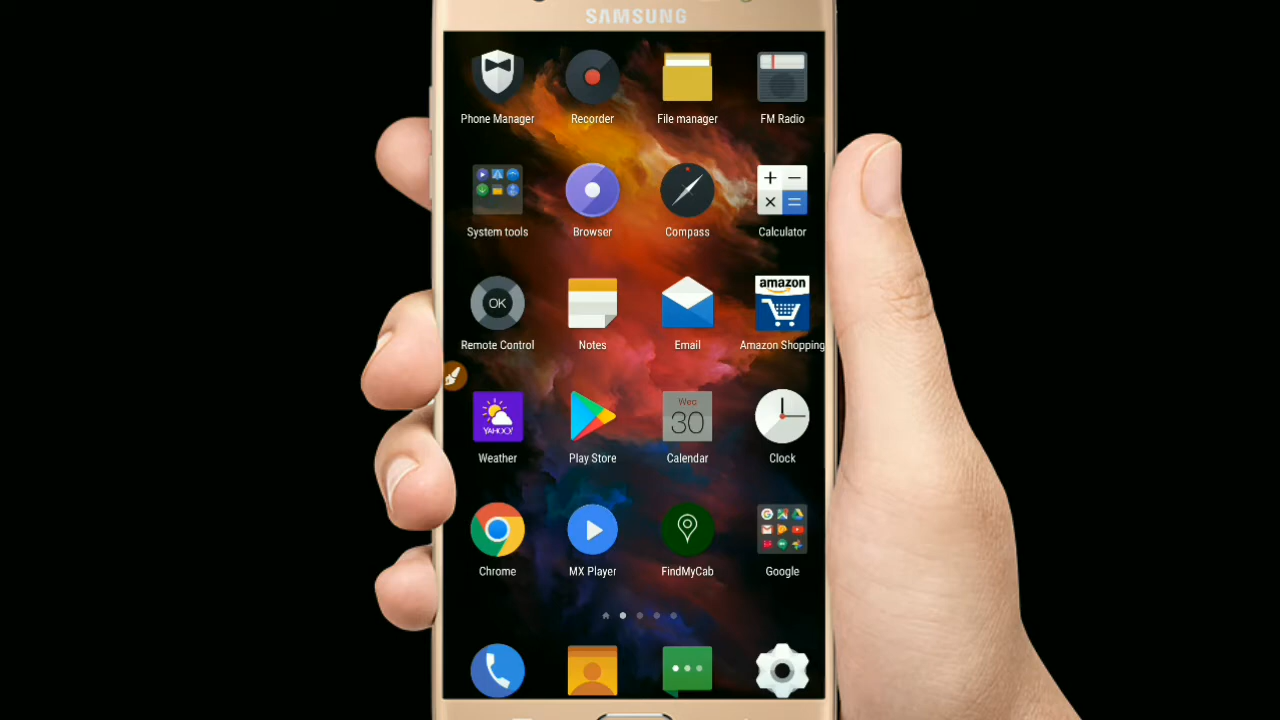 SAMSUNG
Phone Manager Recorder File manager FM Radio
System tools Browser Compass Calculator
OK amazon
Remote Control Notes Email Amazon Shopping
YAHOO! Wed 30
Weather Play Store Calendar Clock
Chrome MX Player FindMyCab Google